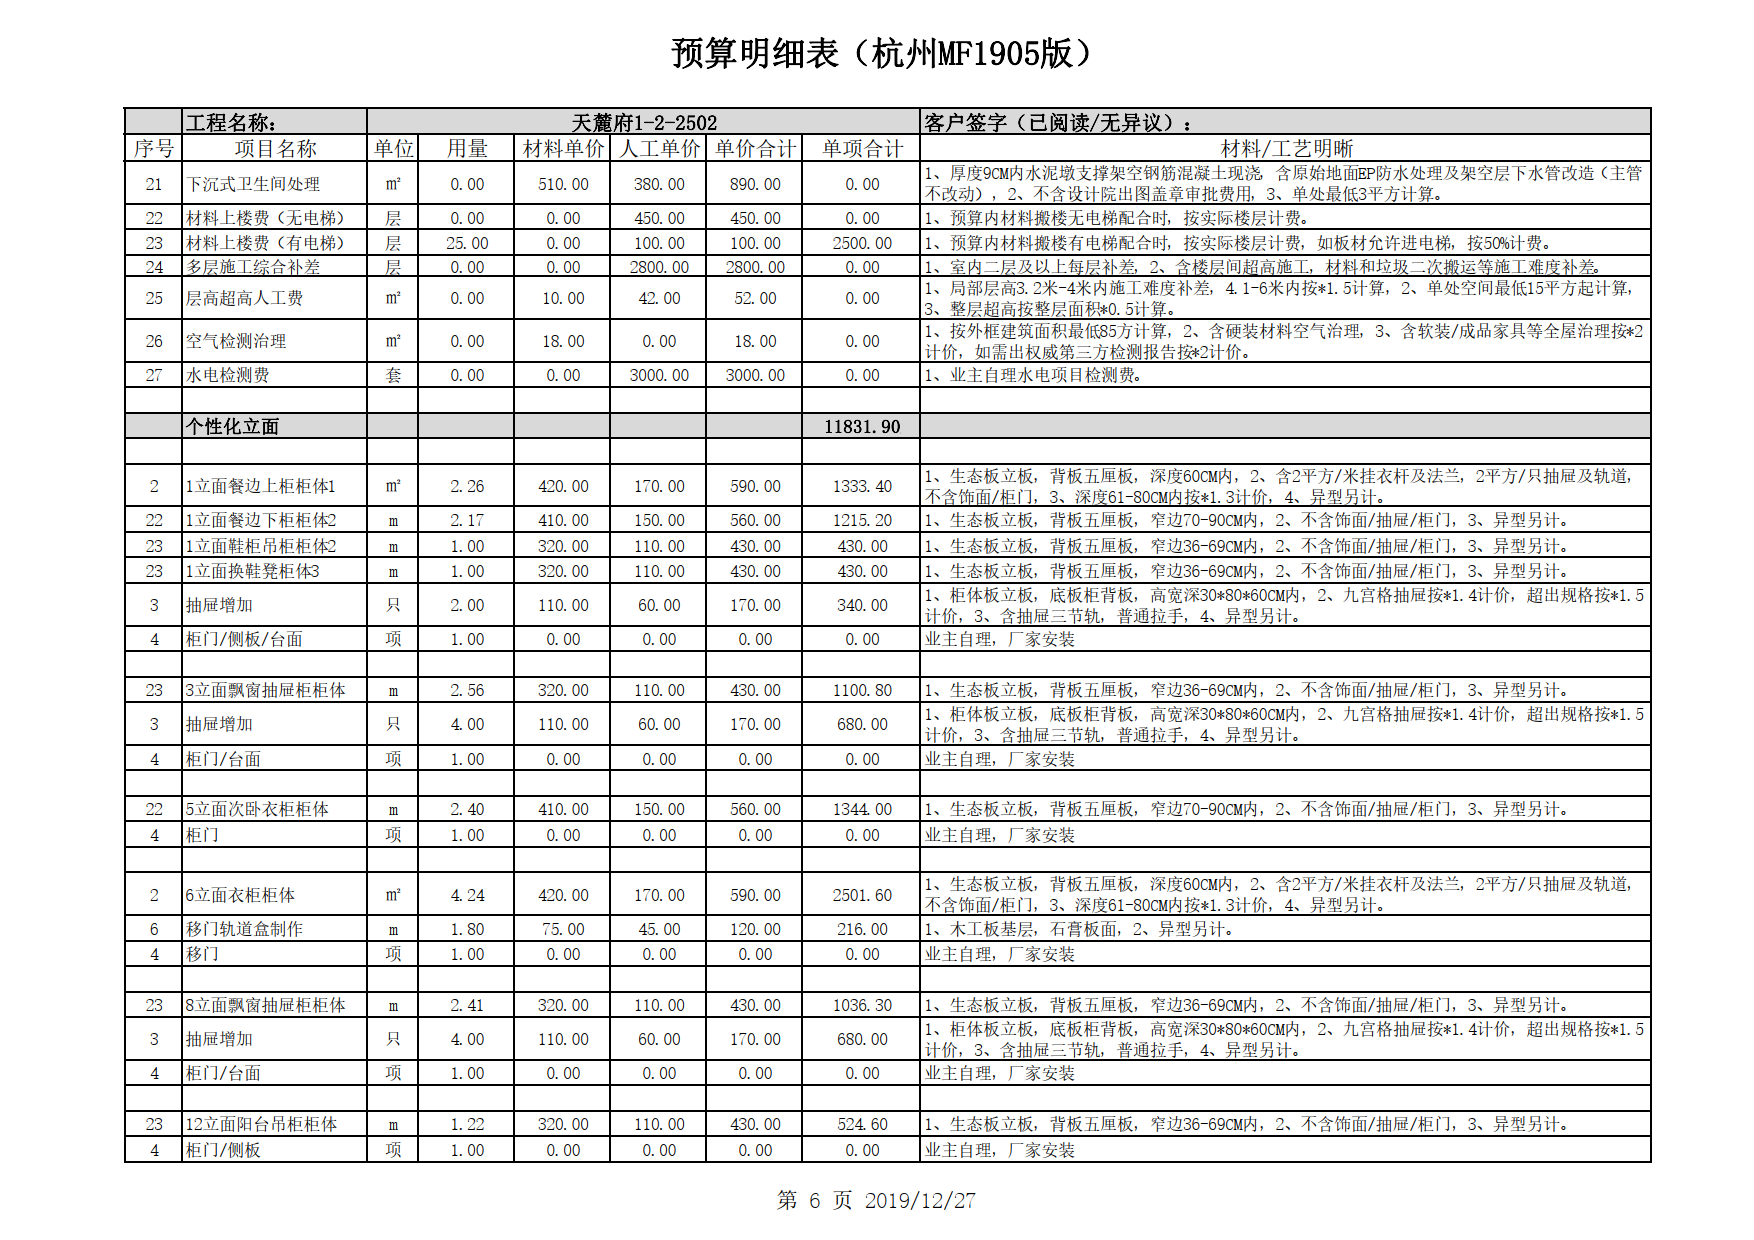 预算明细表（杭州MF1905版）
工程名称： 天麓府1-2-2502 客户签字（已阅读/无异议）：
序号 项目名称 单位 用量 材料单价 人工单价 单价合计 单项合计 材料/工艺明晰
21 下沉式卫生间处理 m² 0.00 510.00 380.00 890.00 0.00 1、厚度9CM内水泥墩支撑架空钢筋混凝土现浇，含原始地面EP防水处理及架空层下水管改造（主管
不改动），2、不含设计院出图盖章审批费用，3、单处最低3平方计算。
22 材料上楼费（无电梯） 层 0.00 0.00 450.00 450.00 0.00 1、预算内材料搬楼无电梯配合时，按实际楼层计费。
23 材料上楼费（有电梯） 层 25.00 0.00 100.00 100.00 2500.00 1、预算内材料搬楼有电梯配合时，按实际楼层计费，如板材允许进电梯，按50%计费。
24 多层施工综合补差 层 0.00 0.00 2800.00 2800.00 0.00 1、室内二层及以上每层补差，2、含楼层间超高施工，材料和垃圾二次搬运等施工难度补差。
25 层高超高人工费 m² 0.00 10.00 42.00 52.00 0.00 1、局部层高3.2米-4米内施工难度补差，4.1-6米内按*1.5计算，2、单处空间最低15平方起计算，
3、整层超高按整层面积*0.5计算。
26 空气检测治理 m² 0.00 18.00 0.00 18.00 0.00 1、按外框建筑面积最低85方计算，2、含硬装材料空气治理，3、含软装/成品家具等全屋治理按*2
计价，如需出权威第三方检测报告按*2计价。
27 水电检测费 套 0.00 0.00 3000.00 3000.00 0.00 1、业主自理水电项目检测费。
个性化立面 11831.90
2 1立面餐边上柜柜体1 m² 2.26 420.00 170.00 590.00 1333.40 1、生态板立板，背板五厘板，深度60CM内，2、含2平方/米挂衣杆及法兰，2平方/只抽屉及轨道，
不含饰面/柜门，3、深度61-80CM内按*1.3计价，4、异型另计。
22 1立面餐边下柜柜体2 m 2.17 410.00 150.00 560.00 1215.20 1、生态板立板，背板五厘板，窄边70-90CM内，2、不含饰面/抽屉/柜门，3、异型另计。
23 1立面鞋柜吊柜柜体2 m 1.00 320.00 110.00 430.00 430.00 1、生态板立板，背板五厘板，窄边36-69CM内，2、不含饰面/抽屉/柜门，3、异型另计。
23 1立面换鞋凳柜体3 m 1.00 320.00 110.00 430.00 430.00 1、生态板立板，背板五厘板，窄边36-69CM内，2、不含饰面/抽屉/柜门，3、异型另计。
3 抽屉增加 只 2.00 110.00 60.00 170.00 340.00 1、柜体板立板，底板柜背板，高宽深30*80*60CM内，2、九宫格抽屉按*1.4计价，超出规格按*1.5
计价，3、含抽屉三节轨，普通拉手，4、异型另计。
4 柜门/侧板/台面 项 1.00 0.00 0.00 0.00 0.00 业主自理，厂家安装
23 3立面飘窗抽屉柜柜体 m 2.56 320.00 110.00 430.00 1100.80 1、生态板立板，背板五厘板，窄边36-69CM内，2、不含饰面/抽屉/柜门，3、异型另计。
3 抽屉增加 只 4.00 110.00 60.00 170.00 680.00 1、柜体板立板，底板柜背板，高宽深30*80*60CM内，2、九宫格抽屉按*1.4计价，超出规格按*1.5
计价，3、含抽屉三节轨，普通拉手，4、异型另计。
4 柜门/台面 项 1.00 0.00 0.00 0.00 0.00 业主自理，厂家安装
22 5立面次卧衣柜柜体 m 2.40 410.00 150.00 560.00 1344.00 1、生态板立板，背板五厘板，窄边70-90CM内，2、不含饰面/抽屉/柜门，3、异型另计。
4 柜门 项 1.00 0.00 0.00 0.00 0.00 业主自理，厂家安装
2 6立面衣柜柜体 m² 4.24 420.00 170.00 590.00 2501.60 1、生态板立板，背板五厘板，深度60CM内，2、含2平方/米挂衣杆及法兰，2平方/只抽屉及轨道，
不含饰面/柜门，3、深度61-80CM内按*1.3计价，4、异型另计。
6 移门轨道盒制作 m 1.80 75.00 45.00 120.00 216.00 1、木工板基层，石膏板面，2、异型另计。
4 移门 项 1.00 0.00 0.00 0.00 0.00 业主自理，厂家安装
23 8立面飘窗抽屉柜柜体 m 2.41 320.00 110.00 430.00 1036.30 1、生态板立板，背板五厘板，窄边36-69CM内，2、不含饰面/抽屉/柜门，3、异型另计。
3 抽屉增加 只 4.00 110.00 60.00 170.00 680.00 1、柜体板立板，底板柜背板，高宽深30*80*60CM内，2、九宫格抽屉按*1.4计价，超出规格按*1.5
计价，3、含抽屉三节轨，普通拉手，4、异型另计。
4 柜门/台面 项 1.00 0.00 0.00 0.00 0.00 业主自理，厂家安装
23 12立面阳台吊柜柜体 m 1.22 320.00 110.00 430.00 524.60 1、生态板立板，背板五厘板，窄边36-69CM内，2、不含饰面/抽屉/柜门，3、异型另计。
4 柜门/侧板 项 1.00 0.00 0.00 0.00 0.00 业主自理，厂家安装
第 6 页 2019/12/27